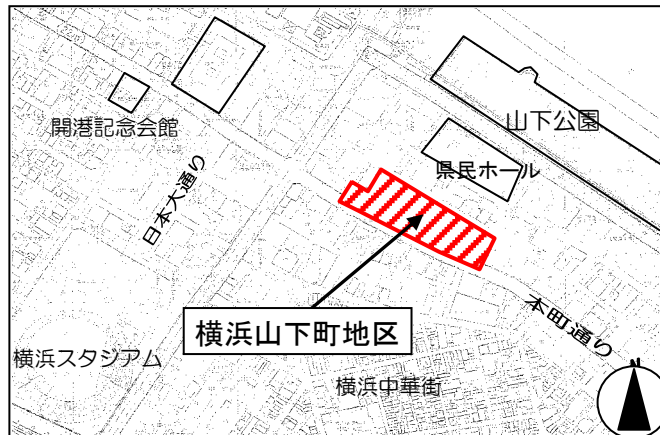 開港記念会館
山下公園
県民ホール
日本大通り
横浜山下町地区
本町通り
横浜スタジアム
横浜中華街